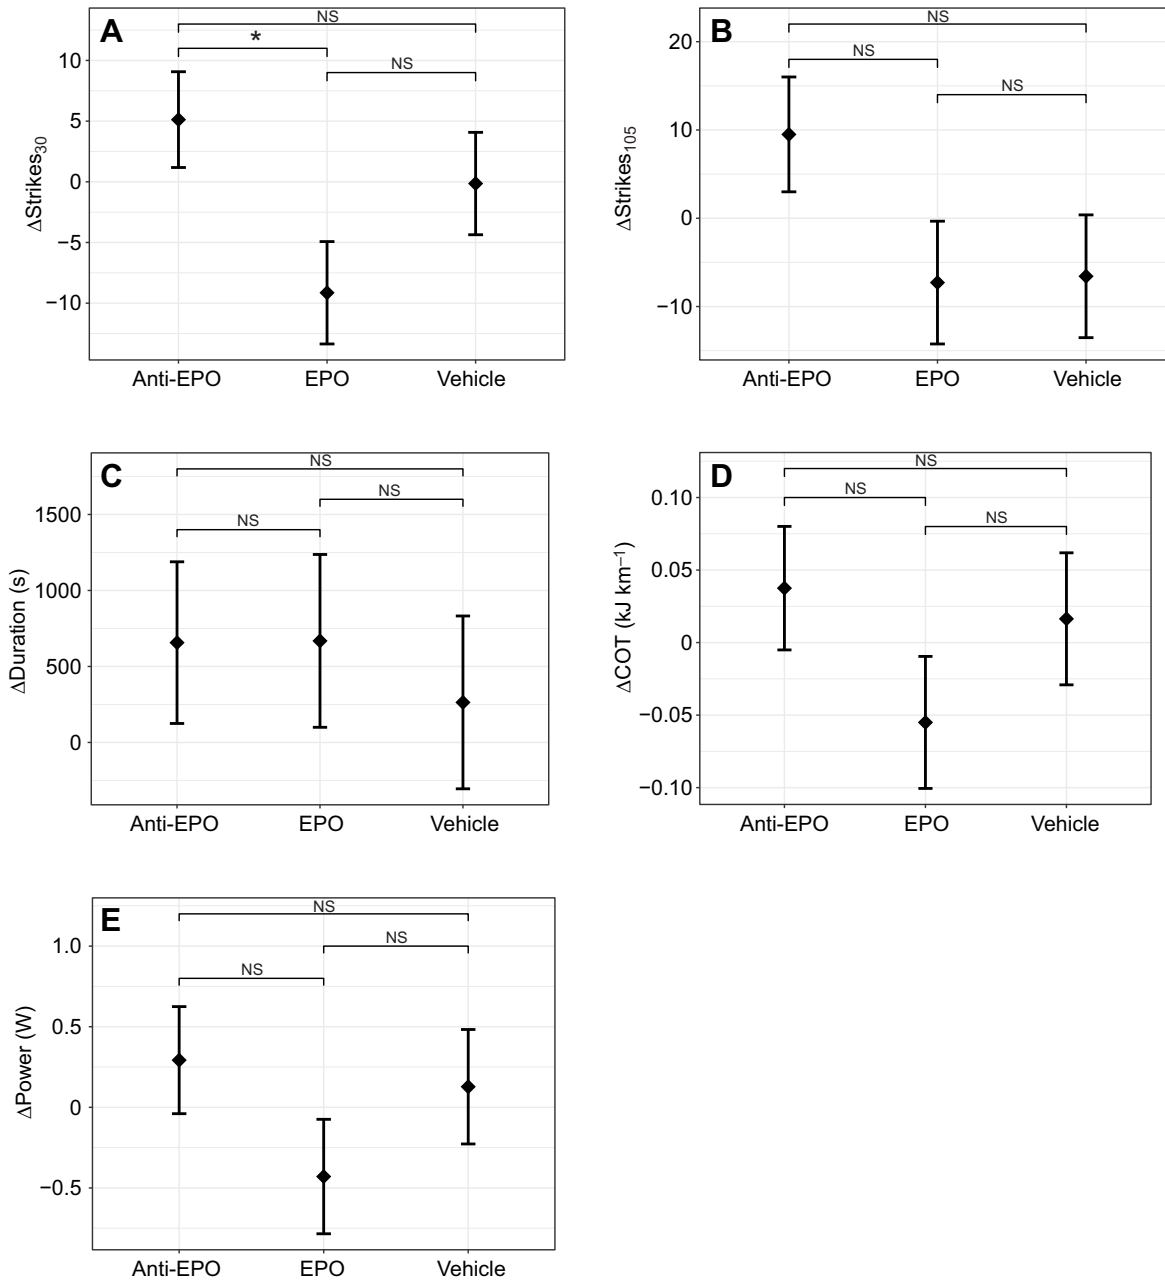 A
NS
*
NS
10
5
0
−5
−10
ΔStrikes30
Anti-EPO EPO Vehicle
B
NS
NS
NS
20
10
0
−10
ΔStrikes105
Anti-EPO EPO Vehicle
C
NS
NS
NS
1500
1000
500
0
ΔDuration (s)
Anti-EPO EPO Vehicle
D
NS
NS
NS
0.10
0.05
0
−0.05
−0.10
ΔCOT (kJ km−1)
Anti-EPO EPO Vehicle
E
NS
NS
NS
1.0
0.5
0
−0.5
ΔPower (W)
Anti-EPO EPO Vehicle